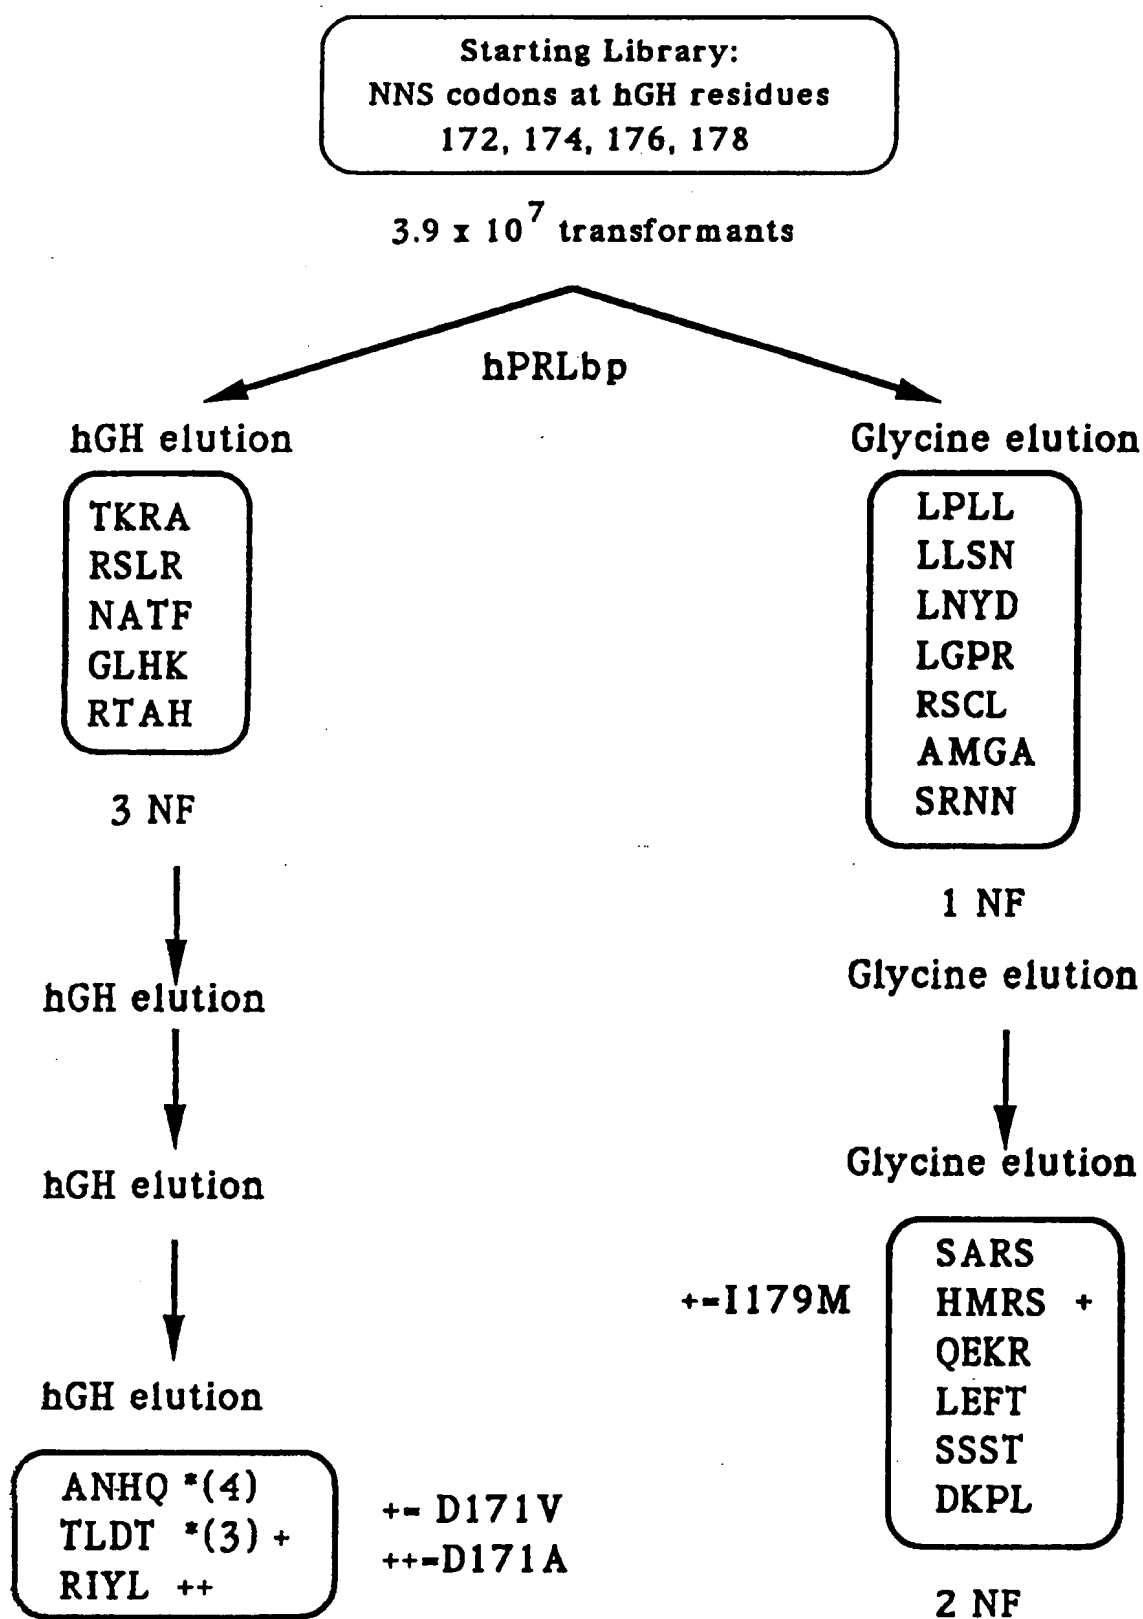 Starting Library:
NNS codons at hGH residues
172, 174, 176, 178
3.9 x 10^7 transformants
hPRLbp
hGH elution
TKRA
RSLR
NATF
GLHK
RTAH
3 NF
hGH elution
hGH elution
hGH elution
ANHQ *(4)
TLDT *(3) +
RIYL ++
+= D171V
++=D171A
Glycine elution
LPLL
LLSN
LNYD
LGPR
RSCL
AMGA
SRNN
1 NF
Glycine elution
Glycine elution
+=I179M
SARS
HMRS +
QEKR
LEFT
SSST
DKPL
2 NF